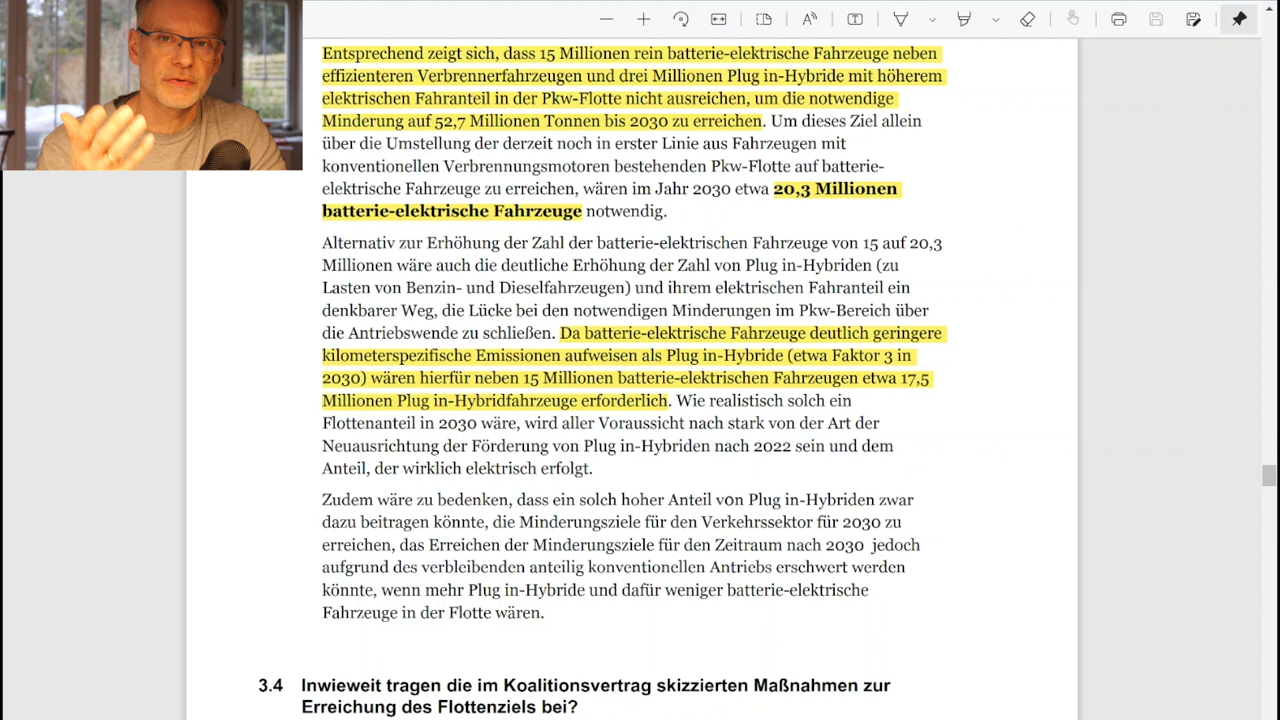 Entsprechend zeigt sich, dass 15 Millionen rein batterie-elektrische Fahrzeuge neben
effizienteren Verbrennerfahrzeugen und drei Millionen Plug in-Hybride mit höherem
elektrischen Fahranteil in der Pkw-Flotte nicht ausreichen, um die notwendige
Minderung auf 52,7 Millionen Tonnen bis 2030 zu erreichen. Um dieses Ziel allein
über die Umstellung der derzeit noch in erster Linie aus Fahrzeugen mit
konventionellen Verbrennungsmotoren bestehenden Pkw-Flotte auf batterie-
elektrische Fahrzeuge zu erreichen, wären im Jahr 2030 etwa 20,3 Millionen
batterie-elektrische Fahrzeuge notwendig.
Alternativ zur Erhöhung der Zahl der batterie-elektrischen Fahrzeuge von 15 auf 20,3
Millionen wäre auch die deutliche Erhöhung der Zahl von Plug in-Hybriden (zu
Lasten von Benzin- und Dieselfahrzeugen) und ihrem elektrischen Fahranteil ein
denkbarer Weg, die Lücke bei den notwendigen Minderungen im Pkw-Bereich über
die Antriebswende zu schließen. Da batterie-elektrische Fahrzeuge deutlich geringere
kilometerspezifische Emissionen aufweisen als Plug in-Hybride (etwa Faktor 3 in
2030) wären hierfür neben 15 Millionen batterie-elektrischen Fahrzeugen etwa 17,5
Millionen Plug in-Hybridfahrzeuge erforderlich. Wie realistisch solch ein
Flottenanteil in 2030 wäre, wird aller Voraussicht nach stark von der Art der
Neuausrichtung der Förderung von Plug in-Hybriden nach 2022 sein und dem
Anteil, der wirklich elektrisch erfolgt.
Zudem wäre zu bedenken, dass ein solch hoher Anteil von Plug in-Hybriden zwar
dazu beitragen könnte, die Minderungsziele für den Verkehrssektor für 2030 zu
erreichen, das Erreichen der Minderungsziele für den Zeitraum nach 2030 jedoch
aufgrund des verbleibenden anteilig konventionellen Antriebs erschwert werden
könnte, wenn mehr Plug in-Hybride und dafür weniger batterie-elektrische
Fahrzeuge in der Flotte wären.
3.4 Inwieweit tragen die im Koalitionsvertrag skizzierten Maßnahmen zur
Erreichung des Flottenziels bei?